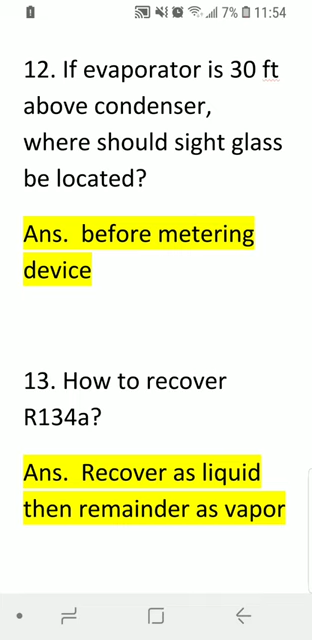 7% 11:54
12. If evaporator is 30 ft
above condenser,
where should sight glass
be located?
Ans.  before metering
device
13. How to recover
R134a?
Ans.  Recover as liquid
then remainder as vapor